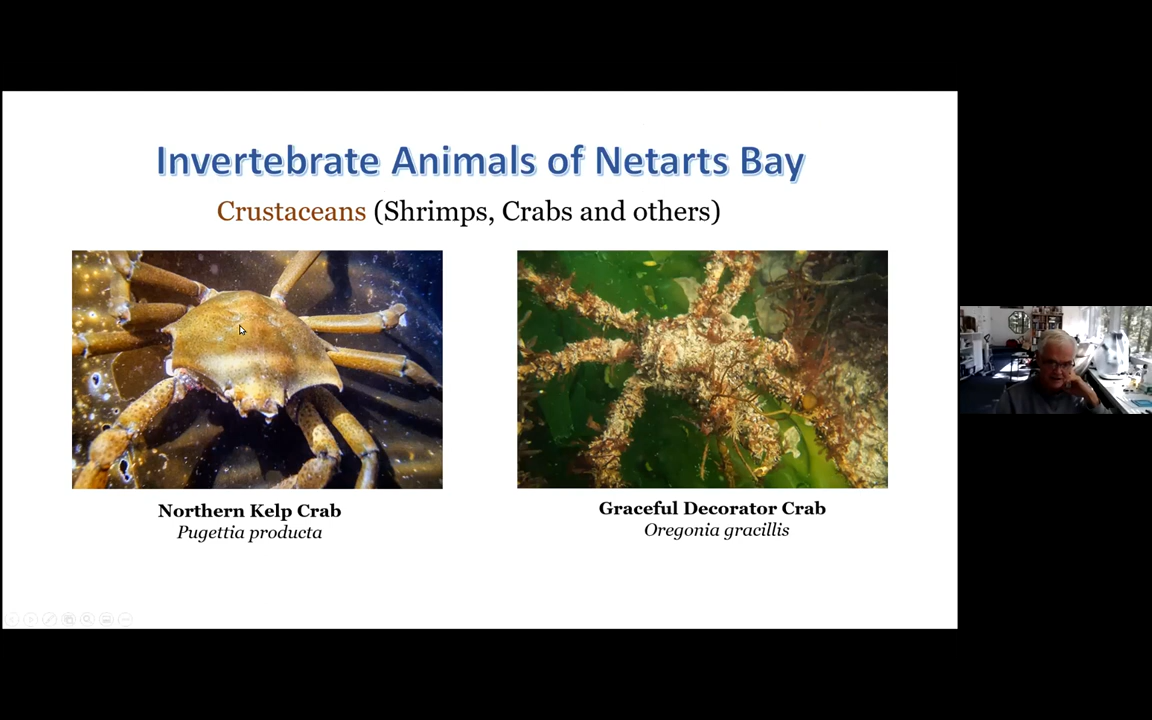 Invertebrate Animals of Netarts Bay
Crustaceans (Shrimps, Crabs and others)
Northern Kelp Crab
Pugettia producta
Graceful Decorator Crab
Oregonia gracillis